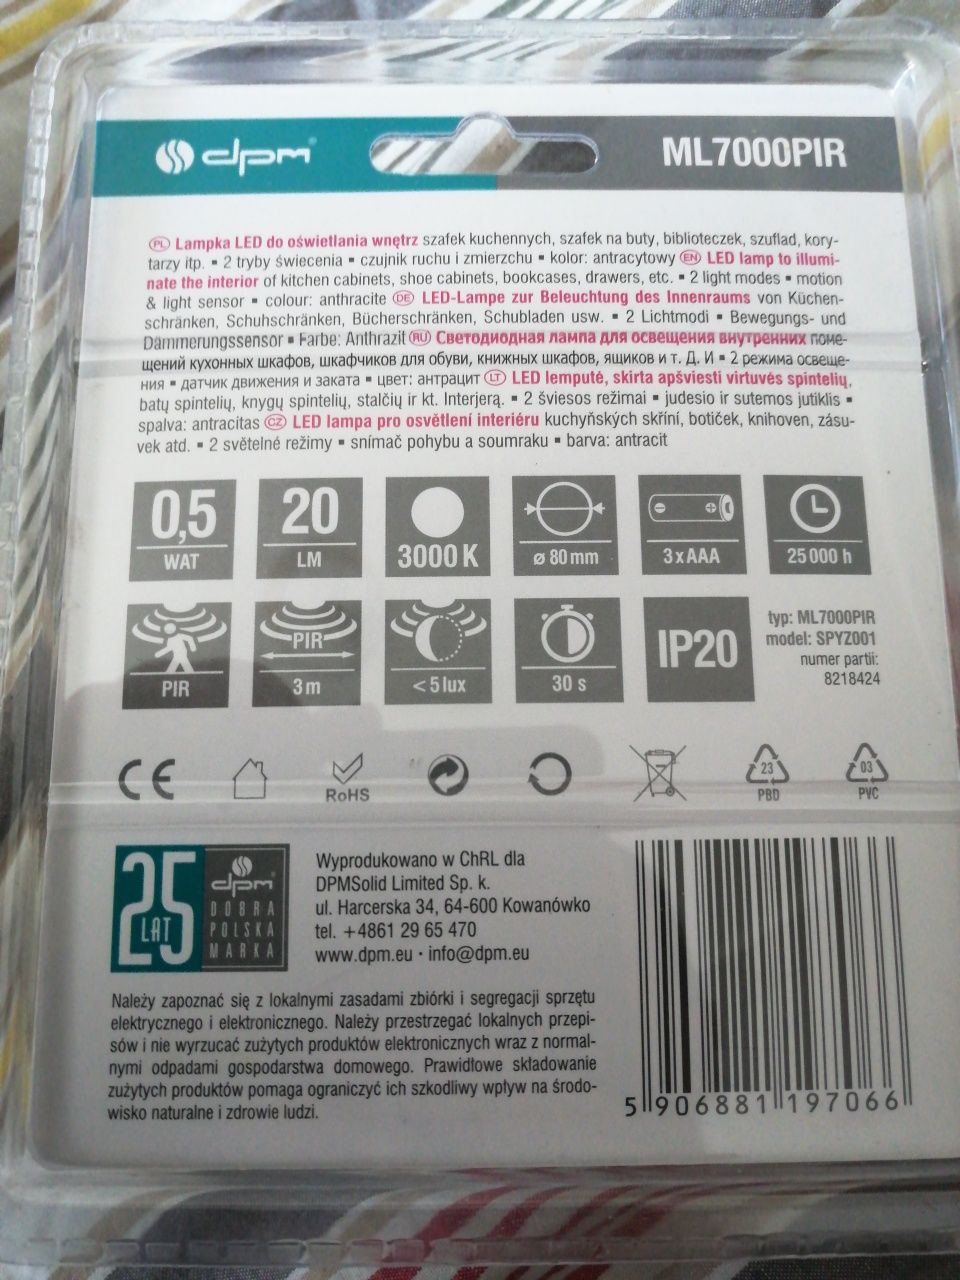 dpm®
ML7000PIR
PL Lampka LED do oświetlania wnętrz szafek kuchennych, szafek na buty, biblioteczek, szuflad, kory-
tarzy itp. ▪ 2 tryby świecenia ▪ czujnik ruchu i zmierzchu ▪ kolor: antracytowy EN LED lamp to illumi-
nate the interior of kitchen cabinets, shoe cabinets, bookcases, drawers, etc. ▪ 2 light modes ▪ motion
& light sensor ▪ colour: anthracite DE LED-Lampe zur Beleuchtung des Innenraums von Küchen-
schränken, Schuhschränken, Bücherschränken, Schubladen usw. ▪ 2 Lichtmodi ▪ Bewegungs- und
Dämmerungssensor ▪ Farbe: Anthrazit RU Светодиодная лампа для освещения внутренних поме-
щений кухонных шкафов, шкафчиков для обуви, книжных шкафов, ящиков и т. Д. И ▪ 2 режима освеще-
ния ▪ датчик движения и заката ▪ цвет: антрацит LT LED lemputė, skirta apšviesti virtuvės spintelių,
batų spintelių, knygų spintelių, stalčių ir kt. Interjerą. ▪ 2 šviesos režimai ▪ judesio ir sutemos jutiklis ▪
spalva: antracitas CZ LED lampa pro osvětlení interiéru kuchyňských skříní, botiček, knihoven, zásu-
vek atd. ▪ 2 světelné režimy ▪ snímač pohybu a soumraku ▪ barva: antracit
0,5
WAT
20
LM
3000 K
ø 80 mm
3 x AAA
25 000 h
PIR
PIR
3 m
< 5 lux
30 s
IP20
typ: ML7000PIR
model: SPYZ001
numer partii:
8218424
CE
RoHS
23
PBD
03
PVC
25
LAT
dpm
DOBRA
POLSKA
MARKA
Wyprodukowano w ChRL dla
DPMSolid Limited Sp. k.
ul. Harcerska 34, 64-600 Kowanówko
tel. +4861 29 65 470
www.dpm.eu · info@dpm.eu
Należy zapoznać się z lokalnymi zasadami zbiórki i segregacji sprzętu
elektrycznego i elektronicznego. Należy przestrzegać lokalnych przepi-
sów i nie wyrzucać zużytych produktów elektronicznych wraz z normal-
nymi odpadami gospodarstwa domowego. Prawidłowe składowanie
zużytych produktów pomaga ograniczyć ich szkodliwy wpływ na środo-
wisko naturalne i zdrowie ludzi.
5 906881 197066